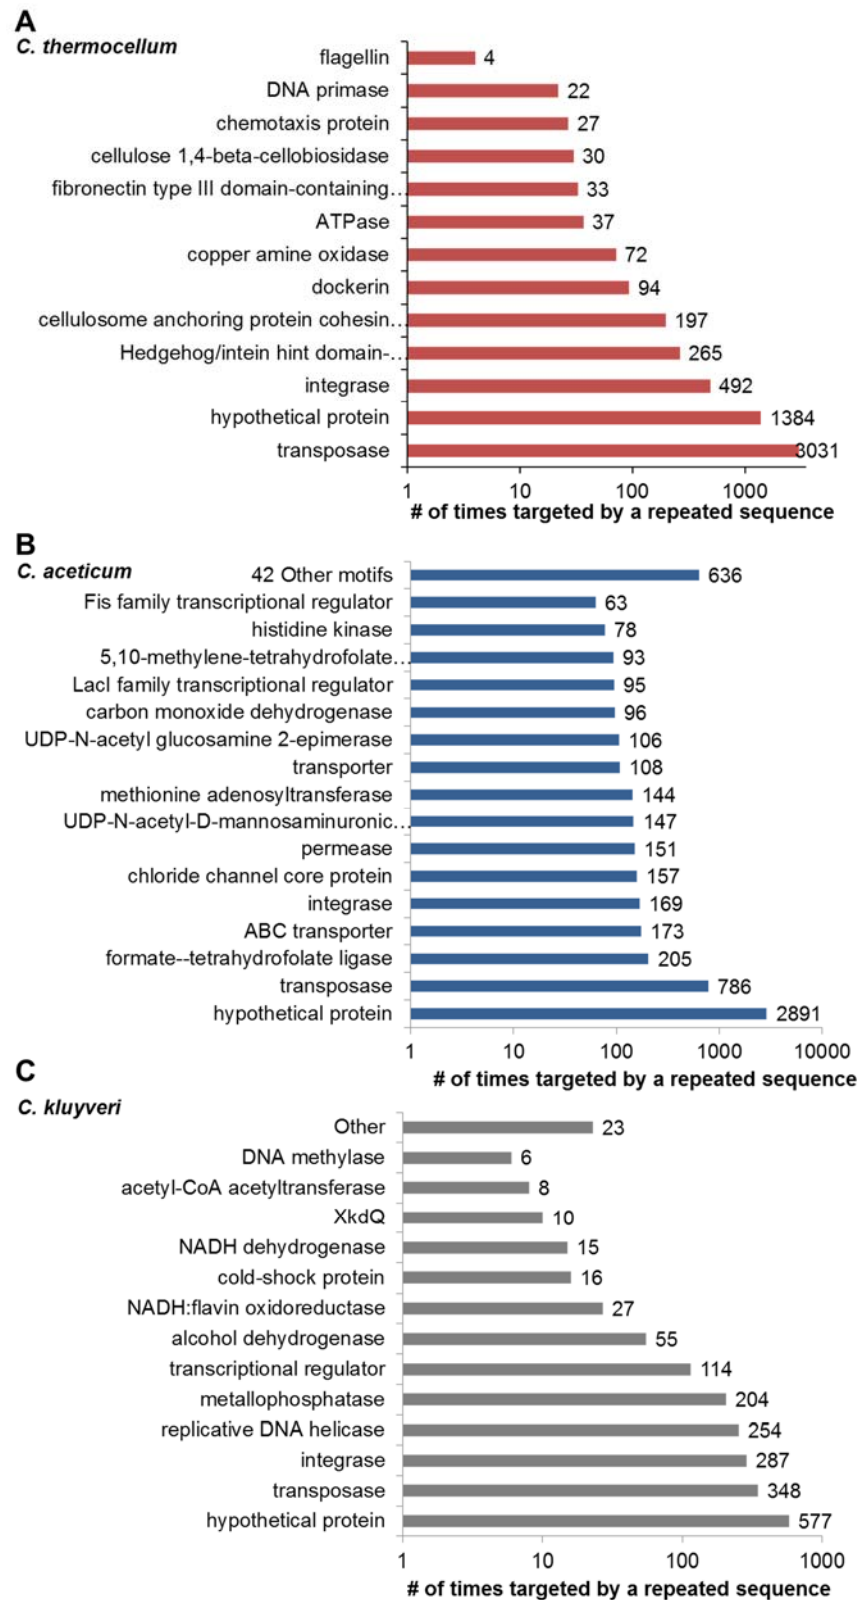 A
C. thermocellum
flagellin 4
DNA primase 22
chemotaxis protein 27
cellulose 1,4-beta-cellobiosidase 30
fibronectin type III domain-containing... 33
ATPase 37
copper amine oxidase 72
dockerin 94
cellulosome anchoring protein cohesin... 197
Hedgehog/intein hint domain-... 265
integrase 492
hypothetical protein 1384
transposase 3031
1 10 100 1000
# of times targeted by a repeated sequence
B
C. aceticum
42 Other motifs 636
Fis family transcriptional regulator 63
histidine kinase 78
5,10-methylene-tetrahydrofolate... 93
LacI family transcriptional regulator 95
carbon monoxide dehydrogenase 96
UDP-N-acetyl glucosamine 2-epimerase 106
transporter 108
methionine adenosyltransferase 144
UDP-N-acetyl-D-mannosaminuronic... 147
permease 151
chloride channel core protein 157
integrase 169
ABC transporter 173
formate--tetrahydrofolate ligase 205
transposase 786
hypothetical protein 2891
1 10 100 1000 10000
# of times targeted by a repeated sequence
C
C. kluyveri
Other 23
DNA methylase 6
acetyl-CoA acetyltransferase 8
XkdQ 10
NADH dehydrogenase 15
cold-shock protein 16
NADH:flavin oxidoreductase 27
alcohol dehydrogenase 55
transcriptional regulator 114
metallophosphatase 204
replicative DNA helicase 254
integrase 287
transposase 348
hypothetical protein 577
1 10 100 1000
# of times targeted by a repeated sequence